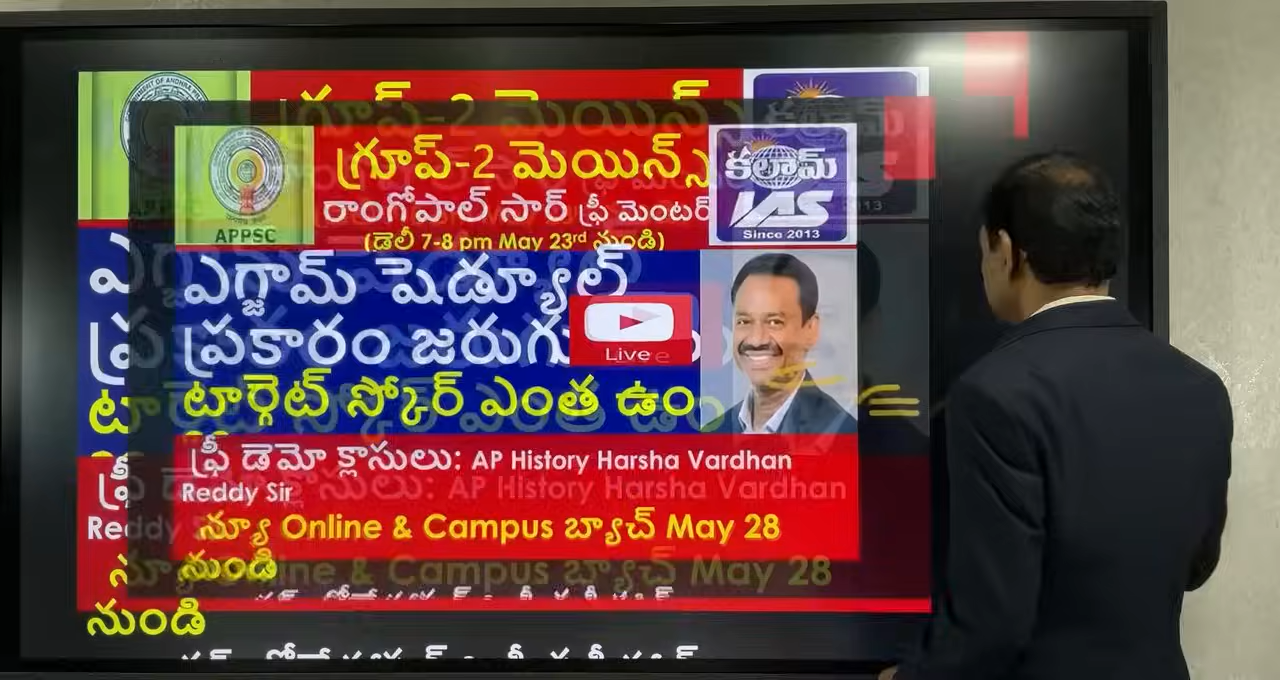 గ్రూప్-2 మెయిన్స్
రాంగోపాల్ సార్ ఫ్రీ మెంటర్
(డైలీ 7-8 pm May 23rd నుండి)
APPSC
కలామ్
IAS
Since 2013
ఎగ్జామ్ షెడ్యూల్
ప్రకారం జరుగు
టార్గెట్ స్కోర్ ఎంత ఉం
Live
ఫ్రీ డెమో క్లాసులు: AP History Harsha Vardhan
Reddy Sir
న్యూ Online & Campus బ్యాచ్ May 28
నుండి